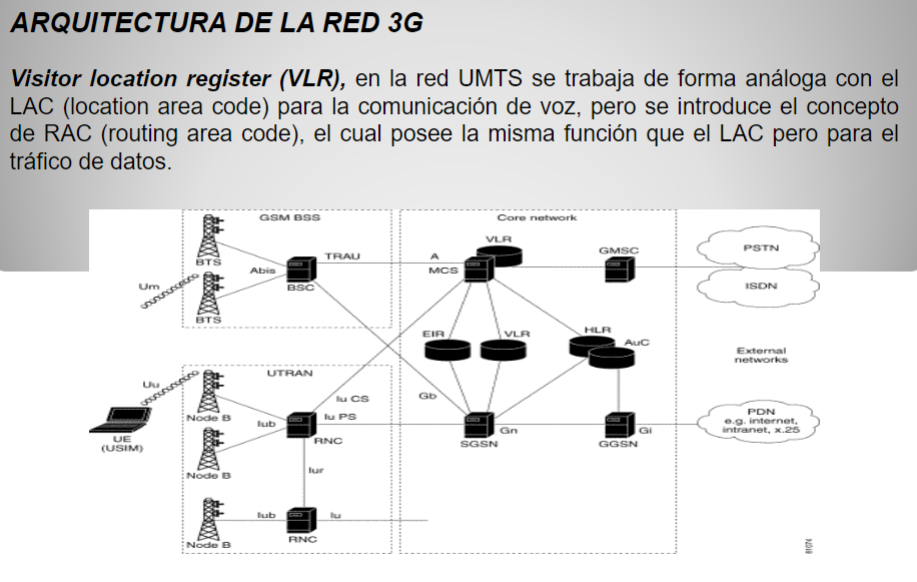 ARQUITECTURA DE LA RED 3G
Visitor location register (VLR), en la red UMTS se trabaja de forma análoga con el
LAC (location area code) para la comunicación de voz, pero se introduce el concepto
de RAC (routing area code), el cual posee la misma función que el LAC pero para el
tráfico de datos.
GSM BSS
Core network
BTS
Abis
TRAU
BSC
Um
BTS
A
VLR
MCS
GMSC
PSTN
ISDN
EIR
VLR
HLR
AuC
External
networks
UTRAN
Uu
Node B
Iub
Iu CS
Iu PS
RNC
Gb
UE
(USIM)
Node B
Iur
SGSN
Gn
GGSN
Gi
PDN
e.g. internet,
intranet, x.25
Node B
Iub
RNC
Iu
81074